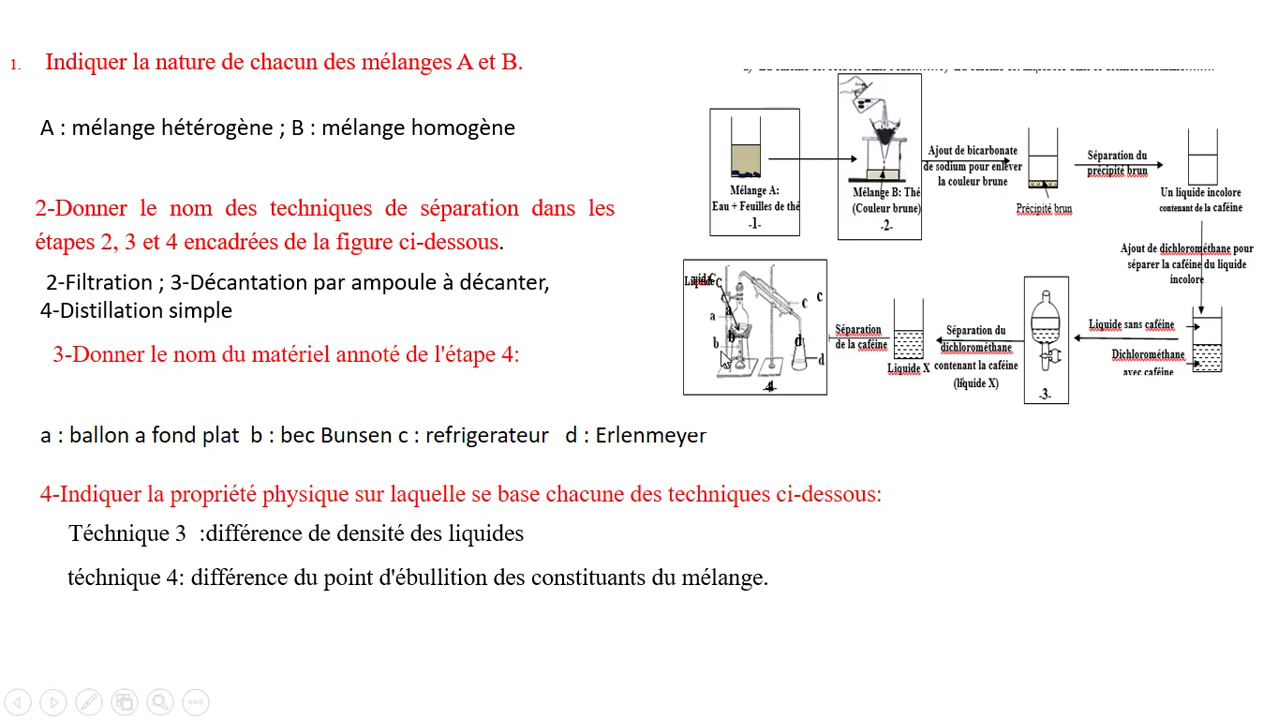 1. Indiquer la nature de chacun des mélanges A et B.
A : mélange hétérogène ; B : mélange homogène
2-Donner le nom des techniques de séparation dans les
étapes 2, 3 et 4 encadrées de la figure ci-dessous.
2-Filtration ; 3-Décantation par ampoule à décanter,
4-Distillation simple
3-Donner le nom du matériel annoté de l'étape 4:
a : ballon a fond plat b : bec Bunsen c : refrigerateur d : Erlenmeyer
4-Indiquer la propriété physique sur laquelle se base chacune des techniques ci-dessous:
Téchnique 3 :différence de densité des liquides
téchnique 4: différence du point d'ébullition des constituants du mélange.
Mélange A:
Eau + Feuilles de thé
-1-
Mélange B: Thé
(Couleur brune)
-2-
Ajout de bicarbonate
de sodium pour enlever
la couleur brune
Précipité brun
Séparation du
précipité brun
Un liquide incolore
contenant de la caféine
Ajout de dichlorométhane pour
séparer la caféine du liquide
incolore
Liquide sans caféine
Dichlorométhane
avec caféine
-3-
Séparation du
dichlorométhane
contenant la caféine
(liquide X)
Liquide X
Séparation
de la caféine
a
a
b
b
c
C
d
d
4